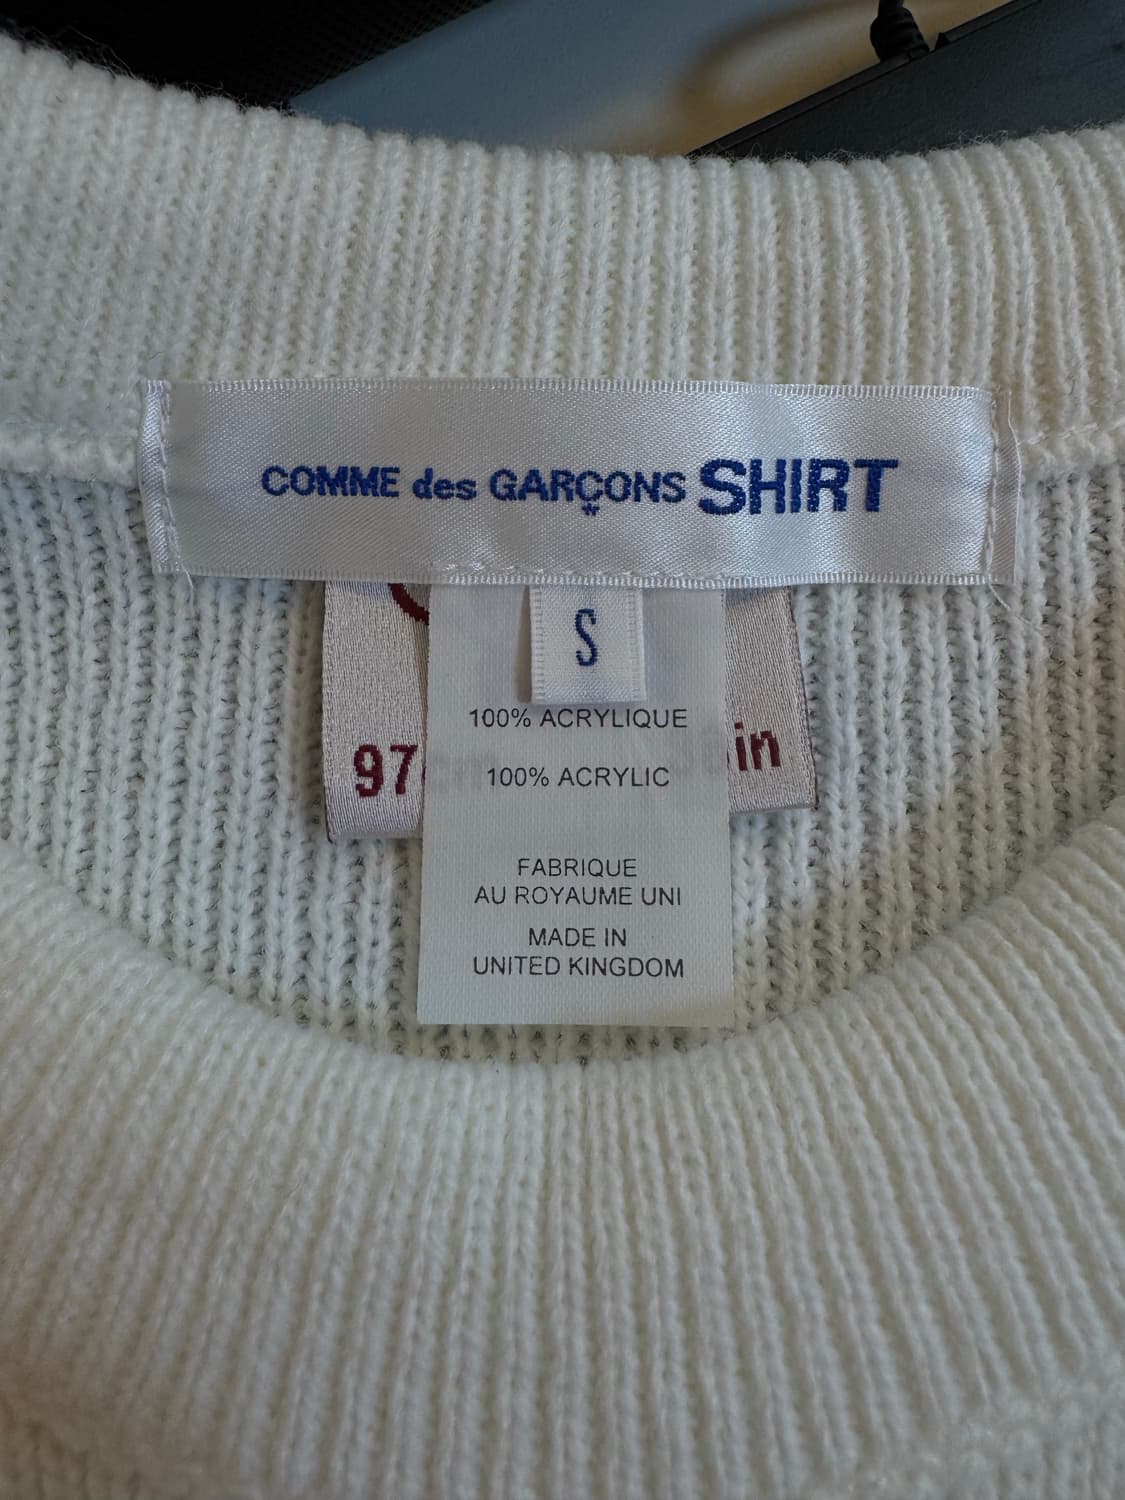 COMME des GARÇONS SHIRT
S
100% ACRYLIQUE
97 in
100% ACRYLIC
FABRIQUE
AU ROYAUME UNI
MADE IN
UNITED KINGDOM